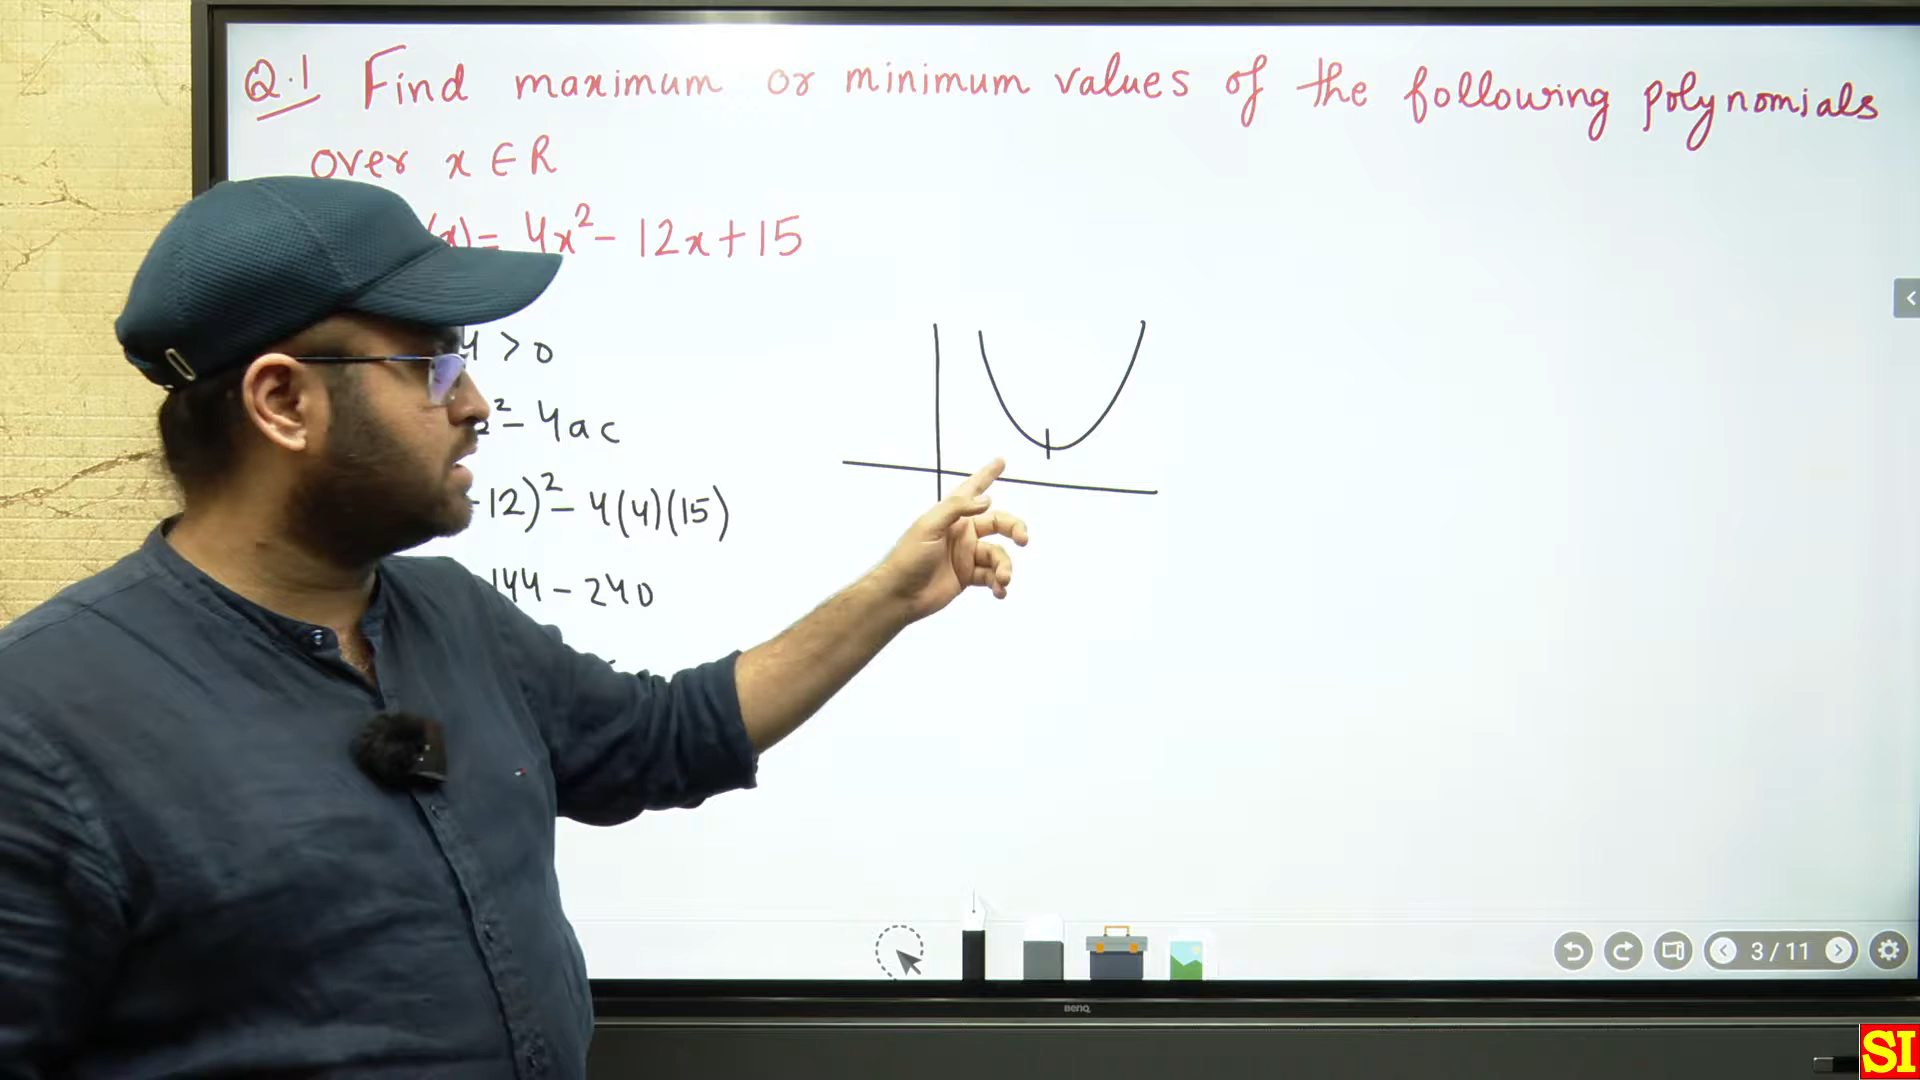 Q.1 Find maximum or minimum values of the following polynomials
over x ∈ R
(x) = 4x² - 12x + 15
4 > 0
² - 4ac
-12)² - 4(4)(15)
144 - 240
3 / 11
BenQ
SI